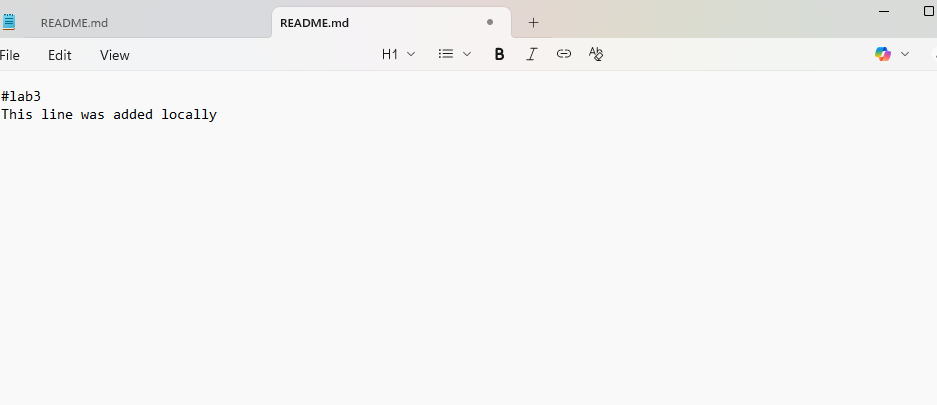 README.md
README.md
File Edit View H1 B I
#lab3
This line was added locally